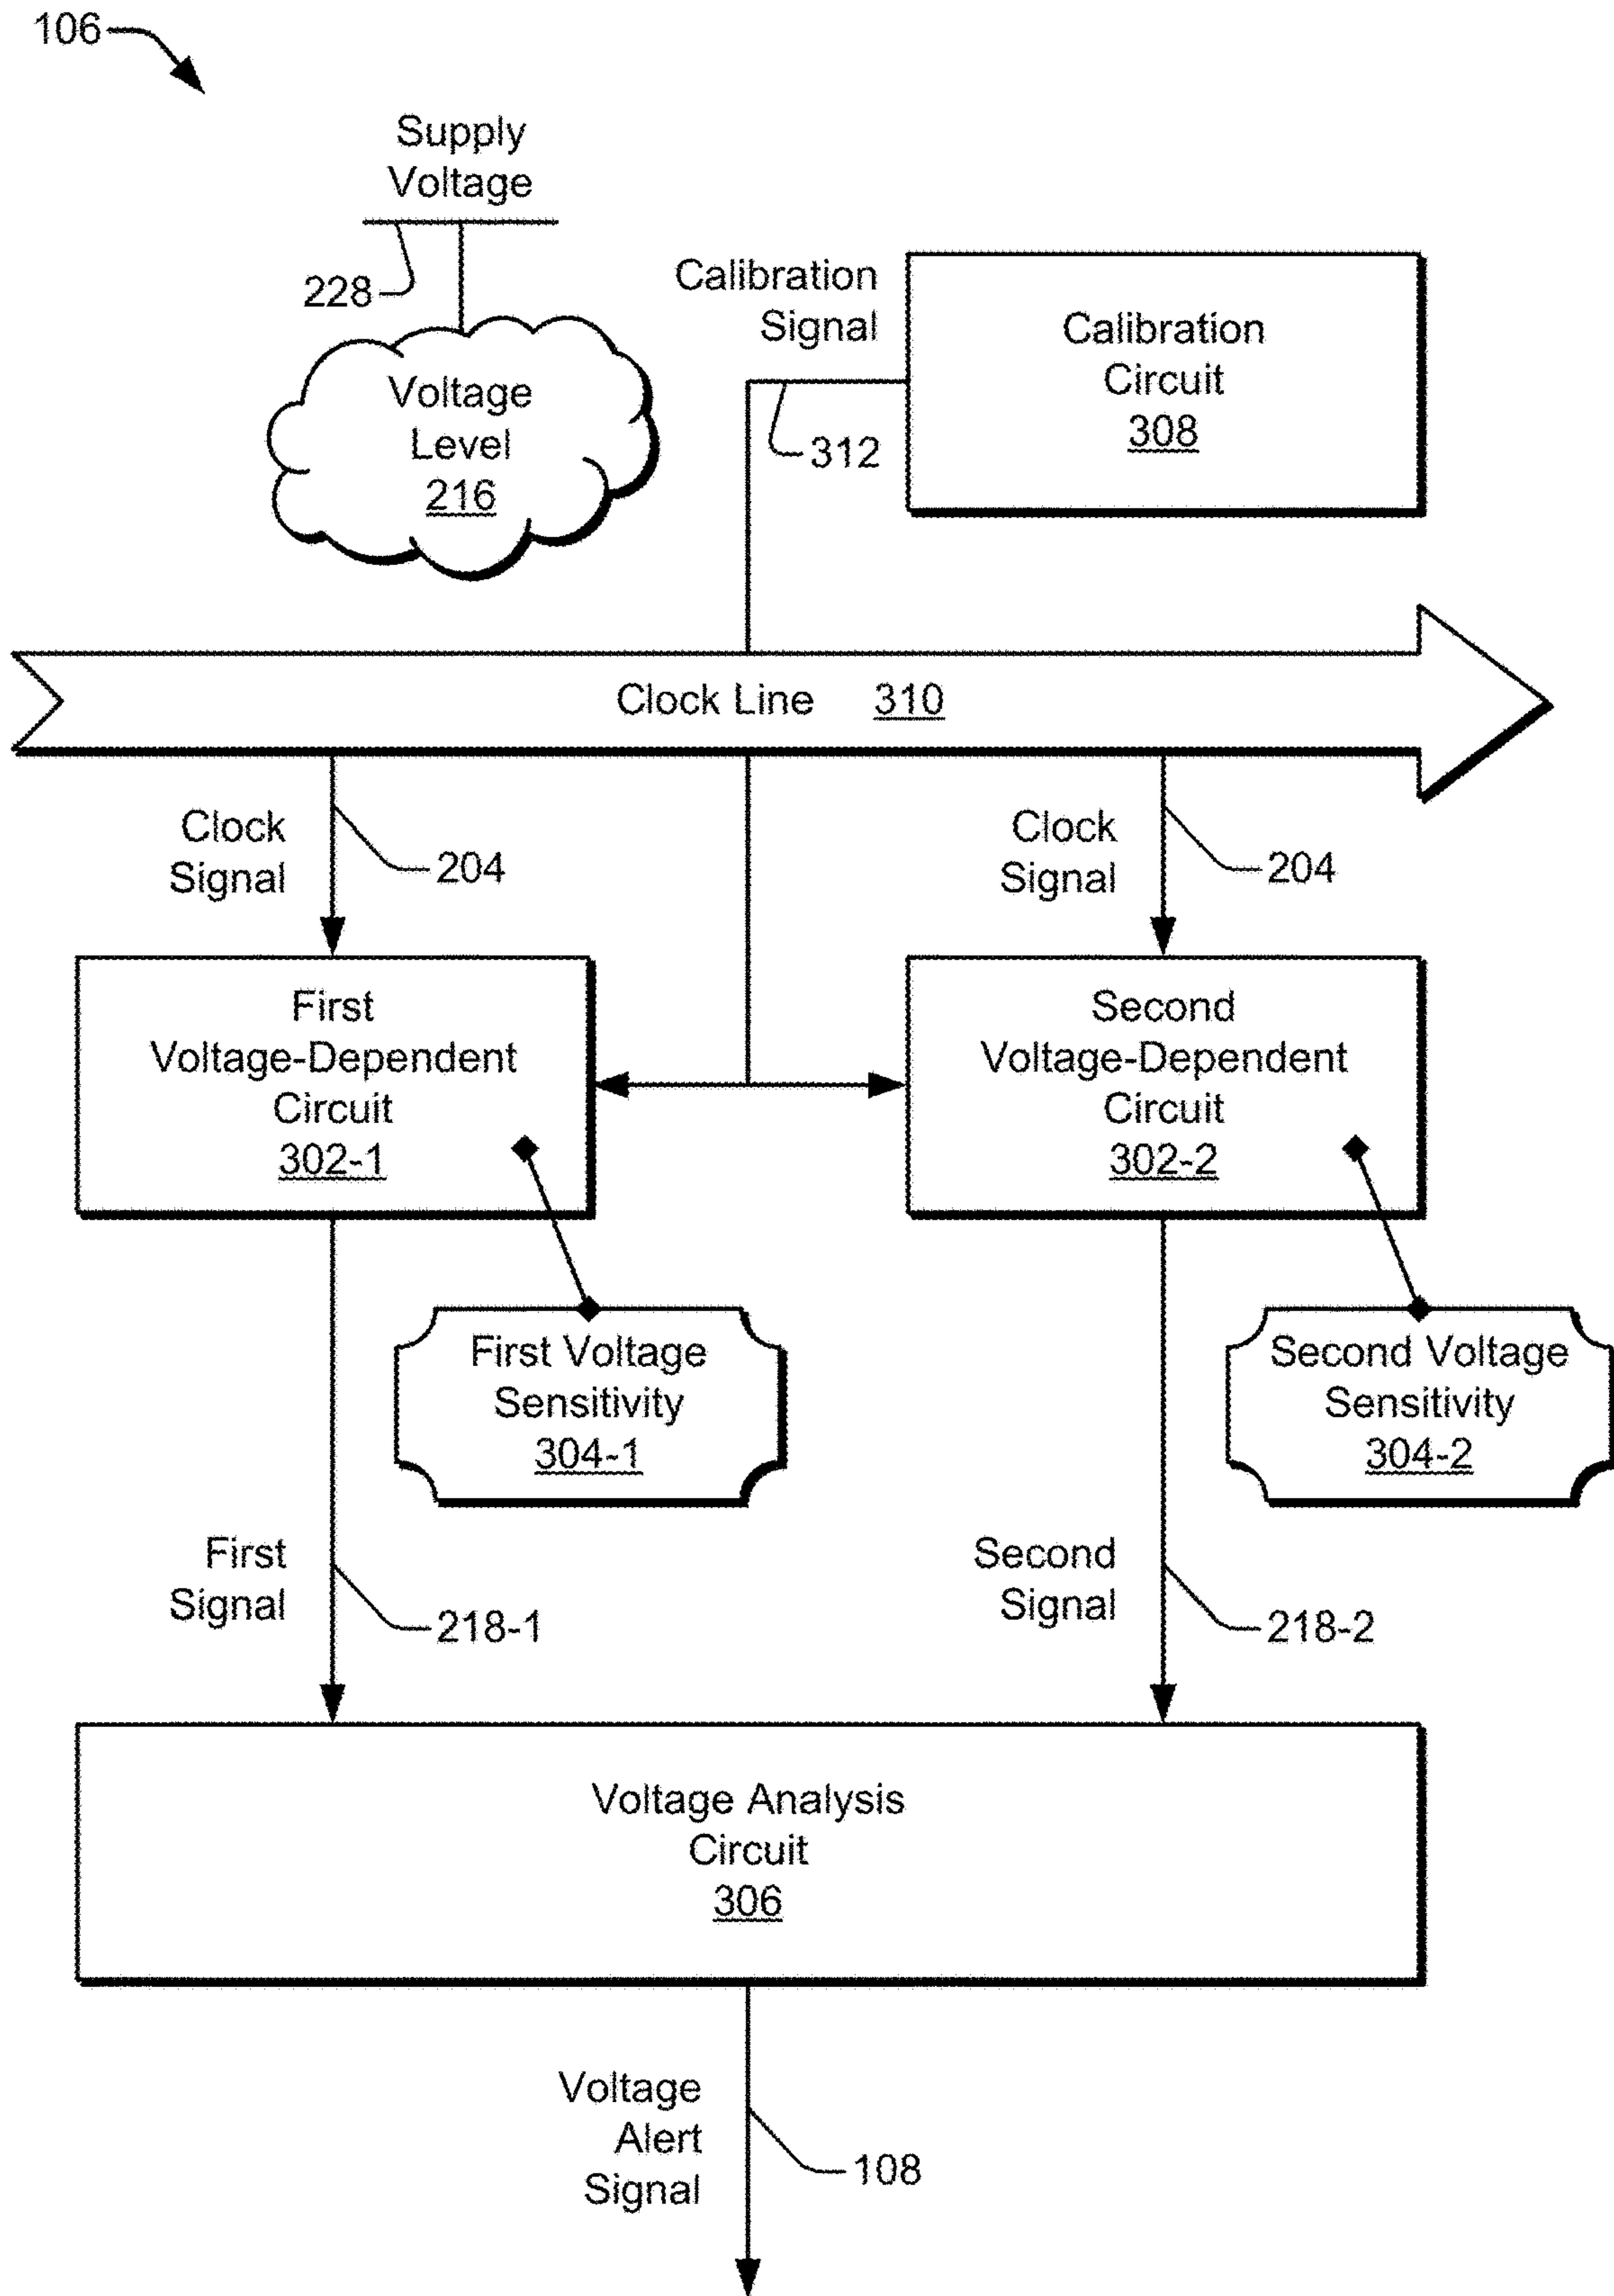 106
Supply
Voltage
228
Calibration
Signal
312
Calibration
Circuit
308
Voltage
Level
216
Clock Line 310
Clock
Signal
204
Clock
Signal
204
First
Voltage-Dependent
Circuit
302-1
Second
Voltage-Dependent
Circuit
302-2
First Voltage
Sensitivity
304-1
Second Voltage
Sensitivity
304-2
First
Signal
218-1
Second
Signal
218-2
Voltage Analysis
Circuit
306
Voltage
Alert
Signal
108